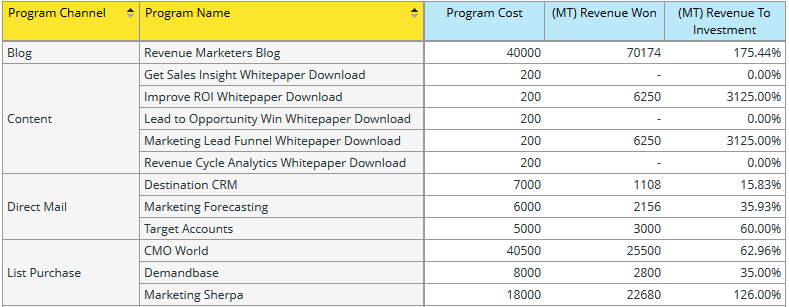 Program Channel Program Name Program Cost (MT) Revenue Won (MT) Revenue To
Investment
Blog Revenue Marketers Blog 40000 70174 175.44%
Get Sales Insight Whitepaper Download 200 - 0.00%
Improve ROI Whitepaper Download 200 6250 3125.00%
Content Lead to Opportunity Win Whitepaper Download 200 - 0.00%
Marketing Lead Funnel Whitepaper Download 200 6250 3125.00%
Revenue Cycle Analytics Whitepaper Download 200 - 0.00%
Destination CRM 7000 1108 15.83%
Direct Mail Marketing Forecasting 6000 2156 35.93%
Target Accounts 5000 3000 60.00%
CMO World 40500 25500 62.96%
List Purchase Demandbase 8000 2800 35.00%
Marketing Sherpa 18000 22680 126.00%